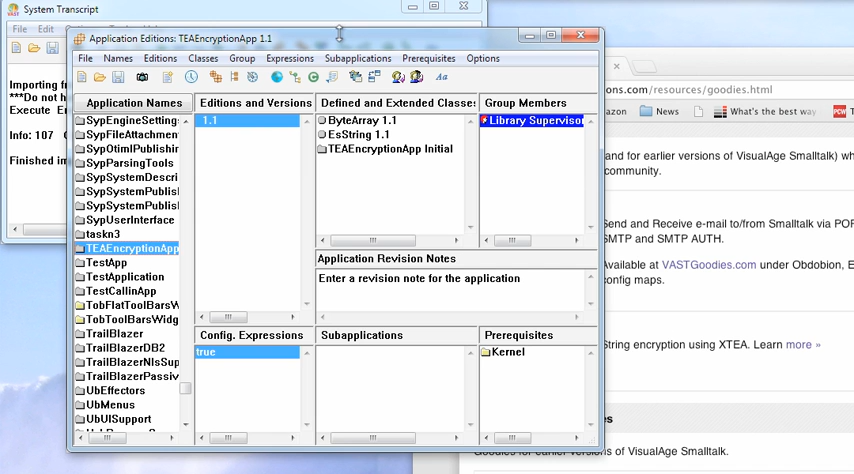 System Transcript
File Edit
Importing fr
***Do not h
Execute Er
Info: 107
Finished im
Application Editions: TEAEncryptionApp 1.1
File Names Editions Classes Group Expressions Subapplications Prerequisites Options
Aa
Application Names
SypEngineSetting
SypFileAttachmen
SypOtimlPublishin
SypParsingTools
SypSystemDescri
SypSystemPublis
SypSystemPublis
SypUserInterface
taskn3
TEAEncryptionApp
TestApp
TestApplication
TestCallinApp
TobFlatToolBarsW
TobToolBarsWidg
TrailBlazer
TrailBlazerDB2
TrailBlazerNlsSup
TrailBlazerPassiv
UbEffectors
UbMenus
UbUISupport
Editions and Versions
1.1
Defined and Extended Classes
ByteArray 1.1
EsString 1.1
TEAEncryptionApp Initial
Group Members
Library Supervisor
Application Revision Notes
Enter a revision note for the application
Config. Expressions
true
Subapplications
Prerequisites
Kernel
ons.com/resources/goodies.html
azon News What's the best way PCW
and for earlier versions of VisualAge Smalltalk) wh
community.
Send and Receive e-mail to/from Smalltalk via POP
SMTP and SMTP AUTH.
Available at VASTGoodies.com under Obdobion, E
config maps.
String encryption using XTEA. Learn more »
es
Goodies for earlier versions of VisualAge Smalltalk.